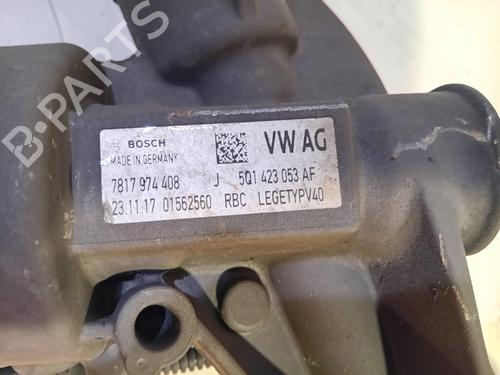 BOSCH
MADE IN GERMANY
VW AG
7817 974 408 J 5Q1 423 053 AF
23.11.17 01562560 RBC LEGETYPV40
B-PARTS